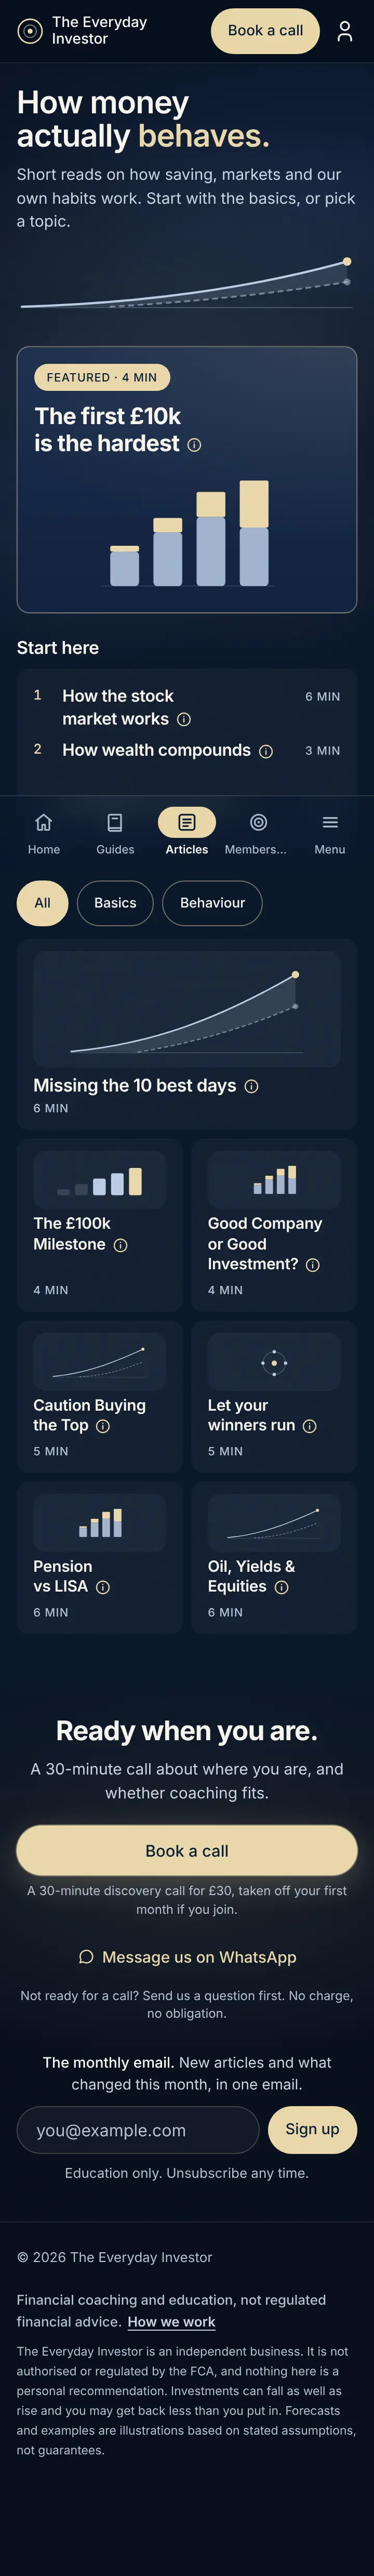 The Everyday
Investor
Book a call
How money
actually behaves.
Short reads on how saving, markets and our
own habits work. Start with the basics, or pick
a topic.
FEATURED · 4 MIN
The first £10k
is the hardest
Start here
1 How the stock
market works
6 MIN
2 How wealth compounds
3 MIN
Home
Guides
Articles
Members...
Menu
All
Basics
Behaviour
Missing the 10 best days
6 MIN
The £100k
Milestone
4 MIN
Good Company
or Good
Investment?
4 MIN
Caution Buying
the Top
5 MIN
Let your
winners run
5 MIN
Pension
vs LISA
6 MIN
Oil, Yields &
Equities
6 MIN
Ready when you are.
A 30-minute call about where you are, and
whether coaching fits.
Book a call
A 30-minute discovery call for £30, taken off your first
month if you join.
Message us on WhatsApp
Not ready for a call? Send us a question first. No charge,
no obligation.
The monthly email. New articles and what
changed this month, in one email.
you@example.com
Sign up
Education only. Unsubscribe any time.
© 2026 The Everyday Investor
Financial coaching and education, not regulated
financial advice. How we work
The Everyday Investor is an independent business. It is not
authorised or regulated by the FCA, and nothing here is a
personal recommendation. Investments can fall as well as
rise and you may get back less than you put in. Forecasts
and examples are illustrations based on stated assumptions,
not guarantees.